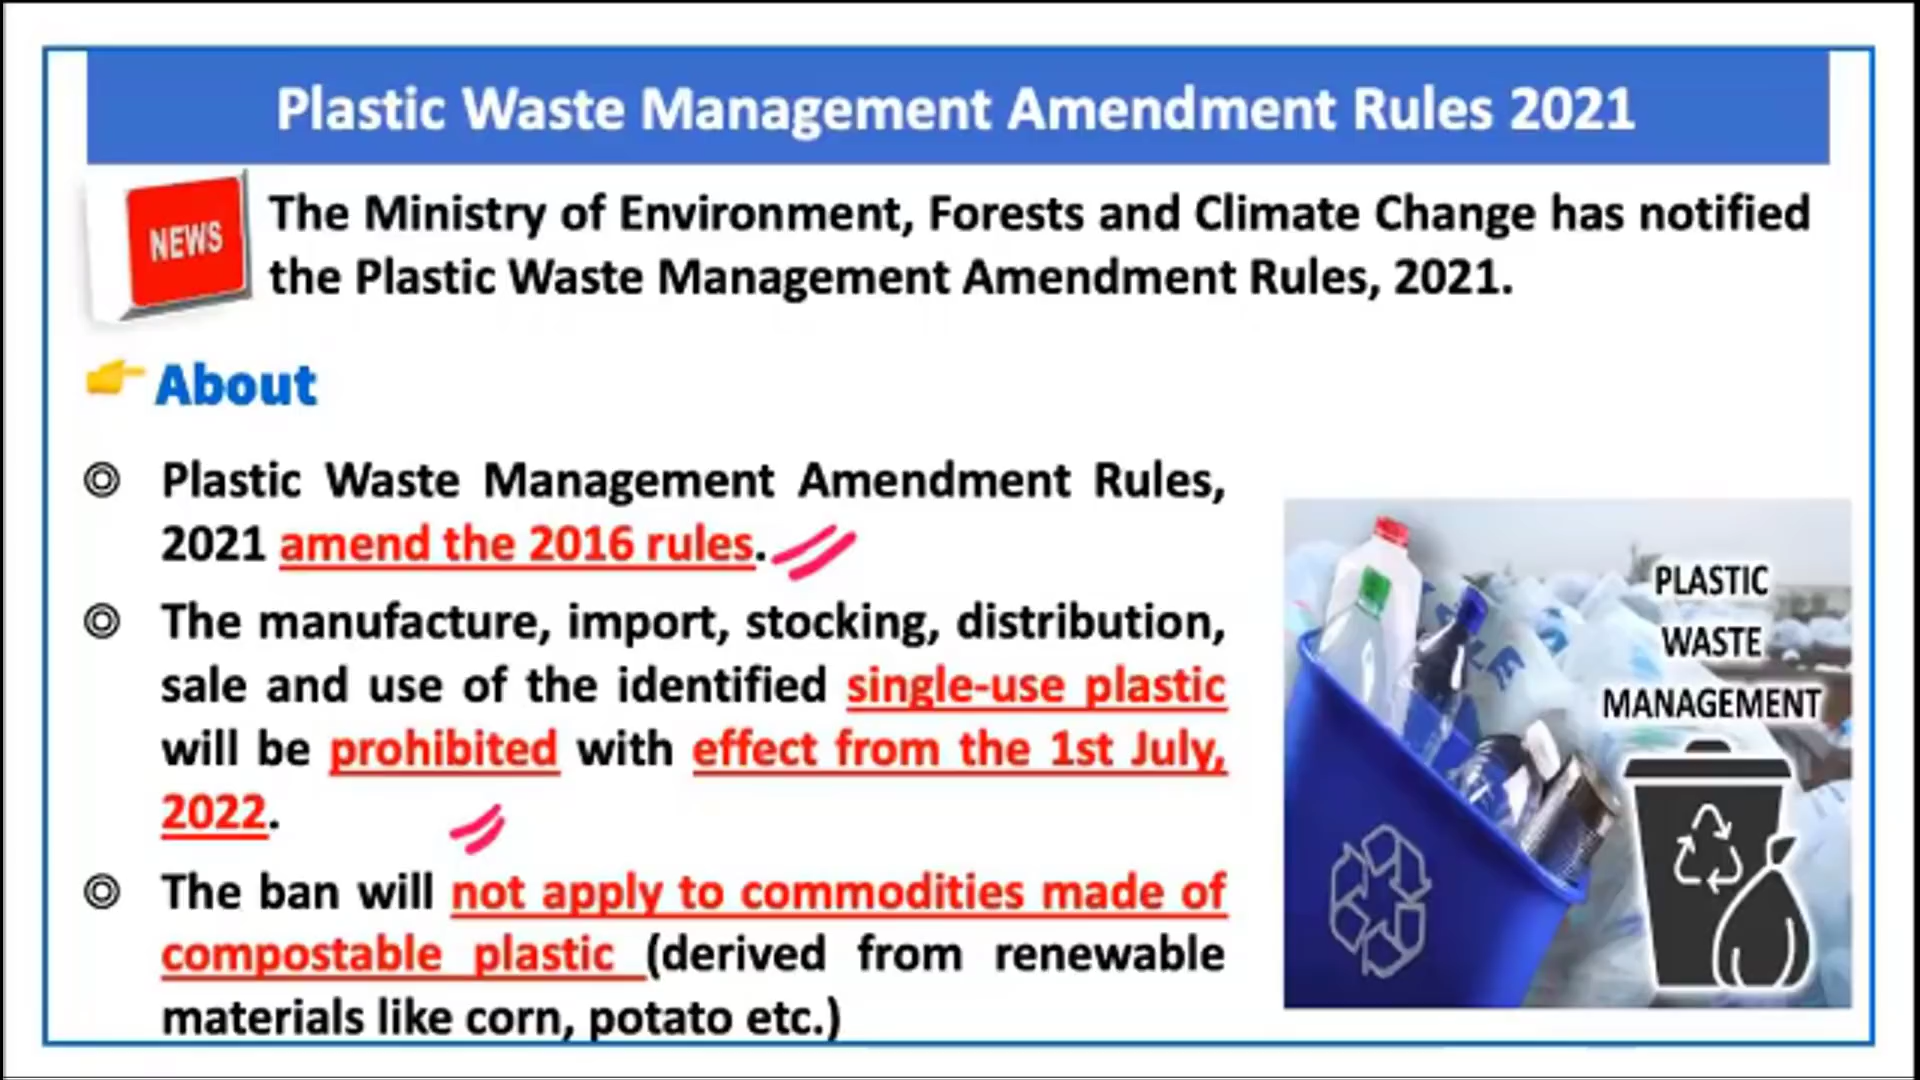 Plastic Waste Management Amendment Rules 2021
NEWS
The Ministry of Environment, Forests and Climate Change has notified
the Plastic Waste Management Amendment Rules, 2021.
About
Plastic Waste Management Amendment Rules,
2021 amend the 2016 rules.
The manufacture, import, stocking, distribution,
sale and use of the identified single-use plastic
will be prohibited with effect from the 1st July,
2022.
The ban will not apply to commodities made of
compostable plastic (derived from renewable
materials like corn, potato etc.)
PLASTIC
WASTE
MANAGEMENT